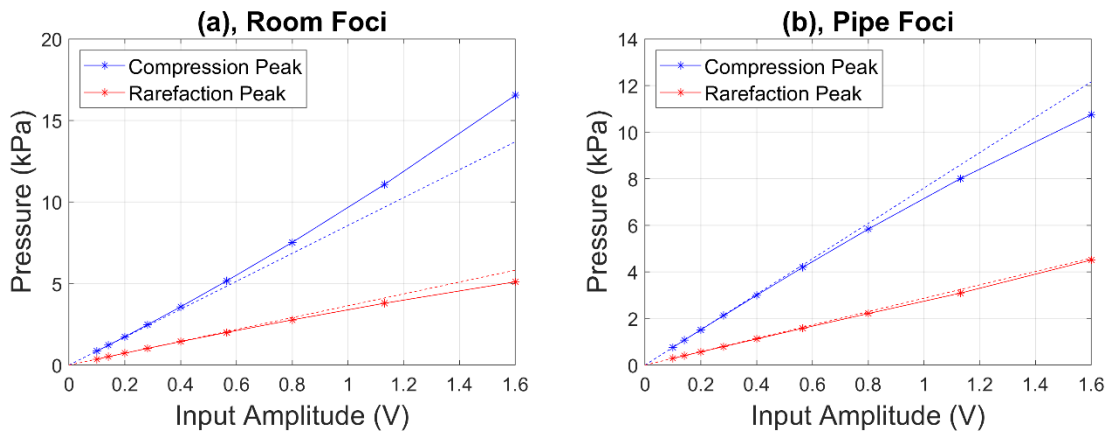 (a), Room Foci
20
15
10
5
0
Pressure (kPa)
Compression Peak
Rarefaction Peak
0 0.2 0.4 0.6 0.8 1 1.2 1.4 1.6
Input Amplitude (V)
(b), Pipe Foci
14
12
10
8
6
4
2
0
Pressure (kPa)
Compression Peak
Rarefaction Peak
0 0.2 0.4 0.6 0.8 1 1.2 1.4 1.6
Input Amplitude (V)